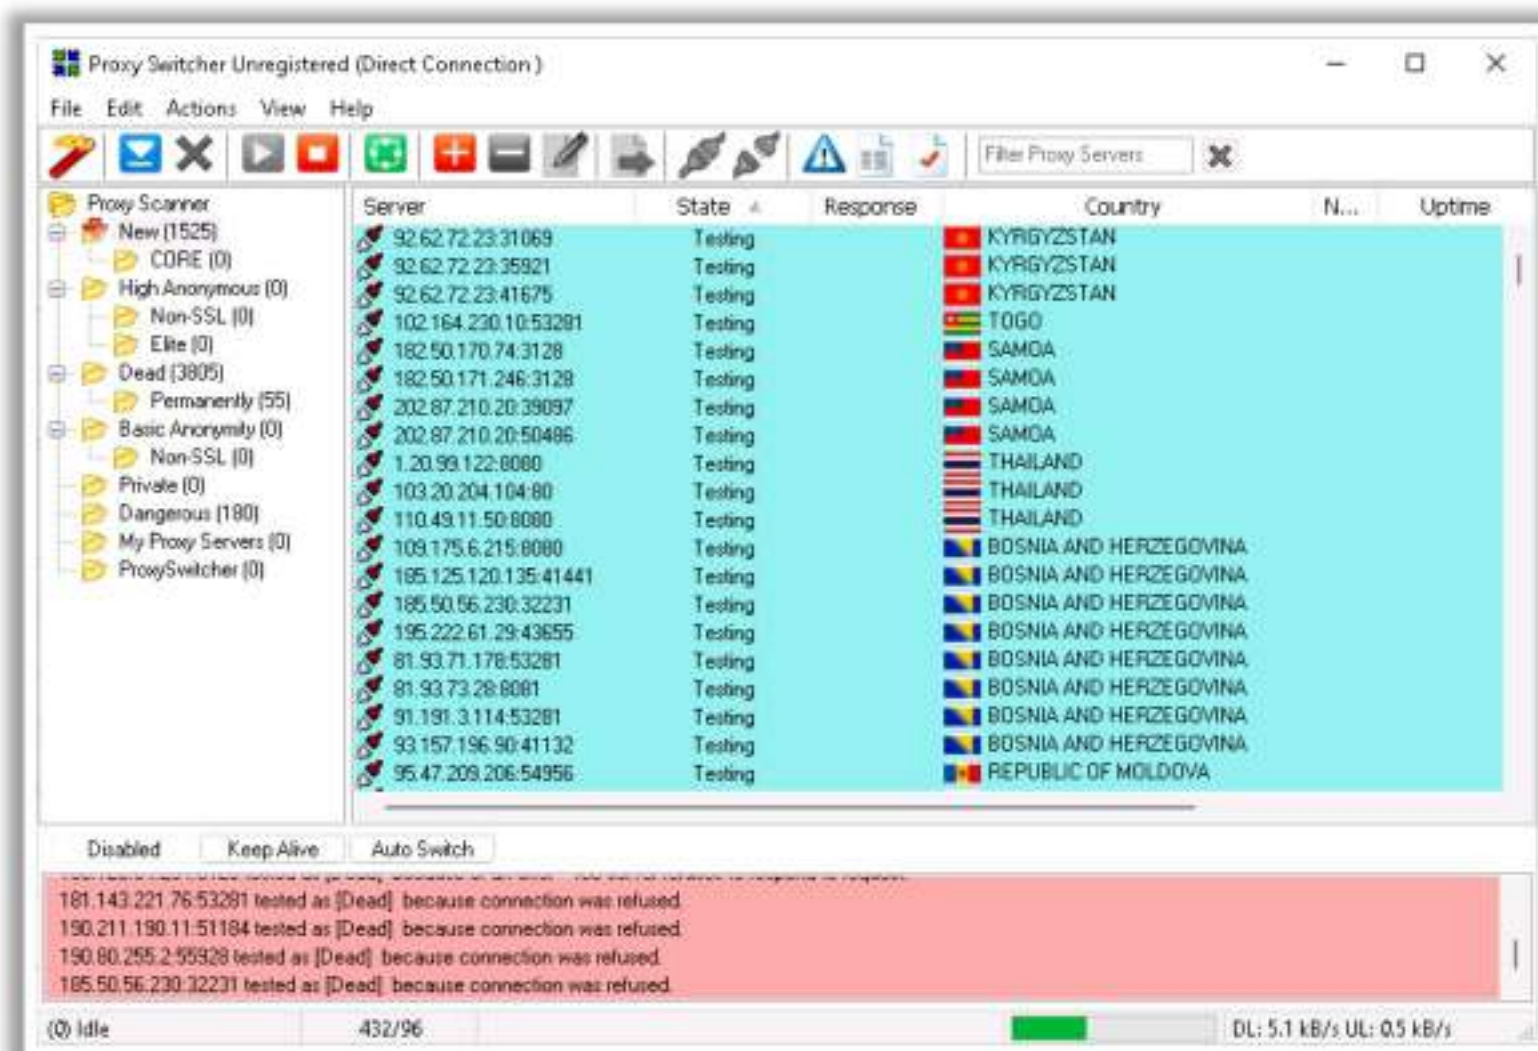 Proxy Switcher Unregistered (Direct Connection )
File Edit Actions View Help
Filter Proxy Servers
Proxy Scanner
New (1525)
CORE (0)
High Anonymous (0)
Non-SSL (0)
Elite (0)
Dead (3805)
Permanently (55)
Basic Anonymity (0)
Non-SSL (0)
Private (0)
Dangerous (180)
My Proxy Servers (0)
ProxySwitcher (0)
Server State Response Country N... Uptime
92.62.72.23:31069 Testing KYRGYZSTAN
92.62.72.23:35921 Testing KYRGYZSTAN
92.62.72.23:41675 Testing KYRGYZSTAN
102.164.230.10:53281 Testing TOGO
182.50.170.74:3128 Testing SAMOA
182.50.171.246:3128 Testing SAMOA
202.87.210.20:39097 Testing SAMOA
202.87.210.20:50486 Testing SAMOA
1.20.99.122:8080 Testing THAILAND
103.20.204.104:80 Testing THAILAND
110.49.11.50:8080 Testing THAILAND
109.175.6.215:8080 Testing BOSNIA AND HERZEGOVINA
185.125.120.135:41441 Testing BOSNIA AND HERZEGOVINA
185.50.56.230:32231 Testing BOSNIA AND HERZEGOVINA
195.222.61.29:43655 Testing BOSNIA AND HERZEGOVINA
81.93.71.178:53281 Testing BOSNIA AND HERZEGOVINA
81.93.73.28:8081 Testing BOSNIA AND HERZEGOVINA
91.191.3.114:53281 Testing BOSNIA AND HERZEGOVINA
93.157.196.90:41132 Testing BOSNIA AND HERZEGOVINA
95.47.209.206:54956 Testing REPUBLIC OF MOLDOVA
Disabled Keep Alive Auto Switch
181.143.221.76:53281 tested as [Dead] because connection was refused.
190.211.190.11:51184 tested as [Dead] because connection was refused.
190.80.255.2:55928 tested as [Dead] because connection was refused.
185.50.56.230:32231 tested as [Dead] because connection was refused.
(0) Idle 432/96 DL: 5.1 kB/s UL: 0.5 kB/s